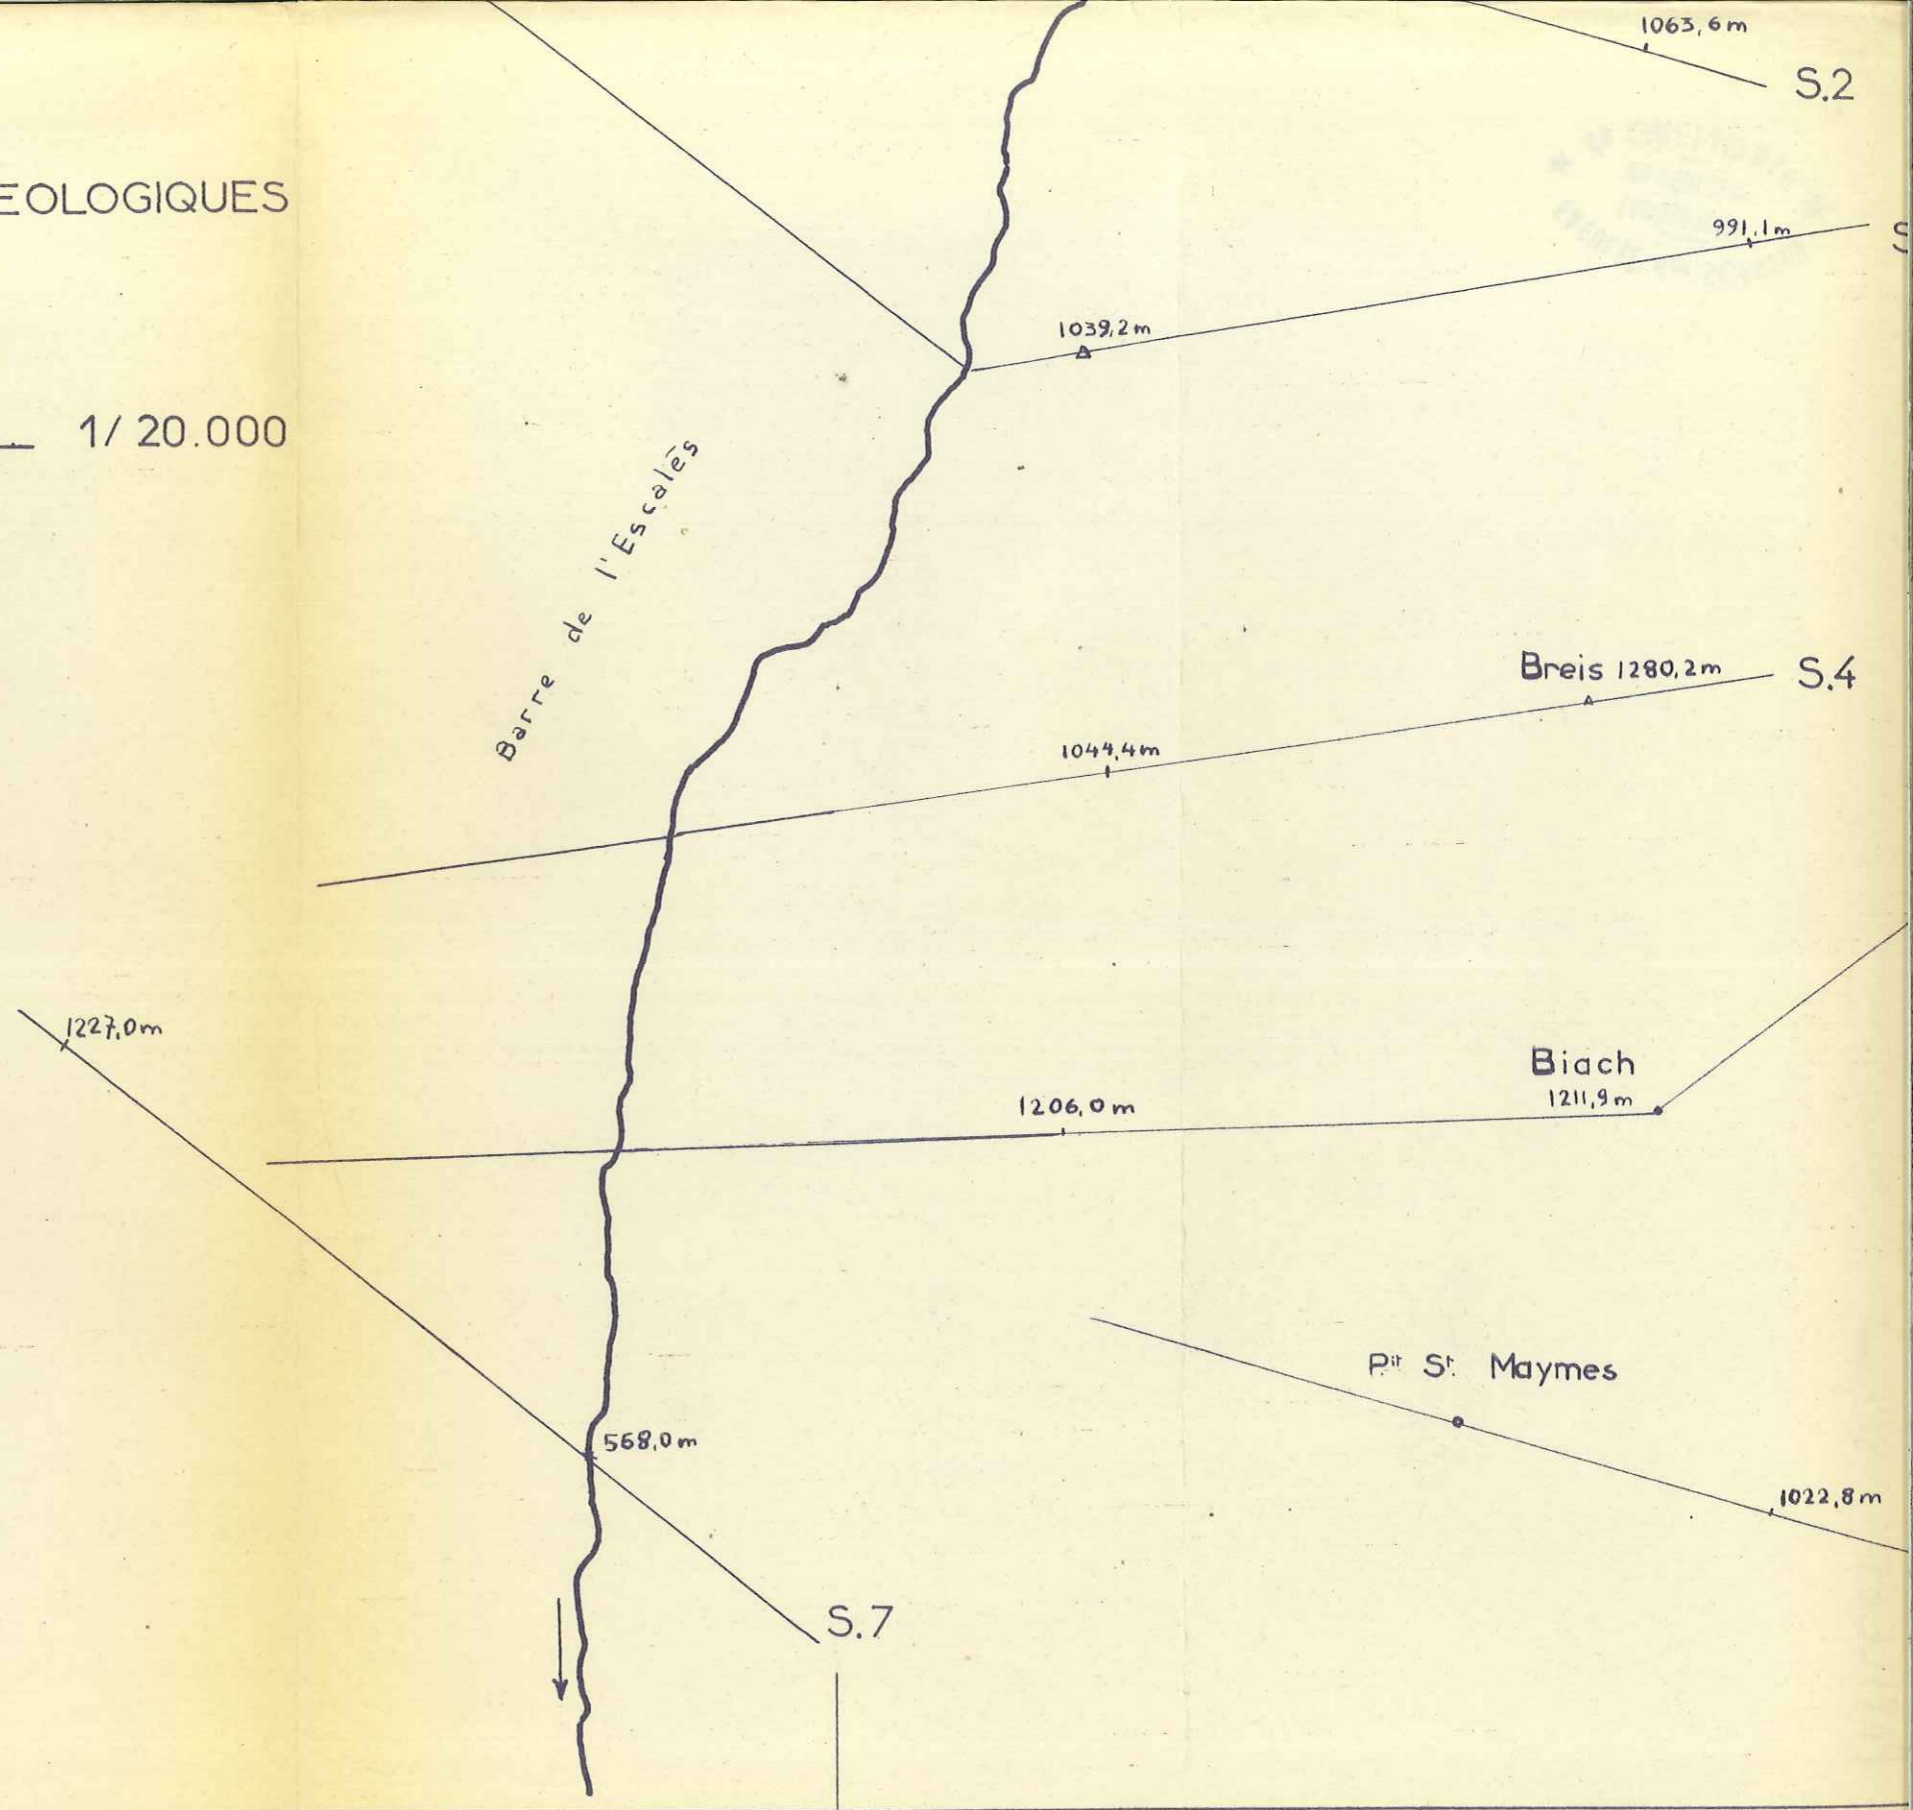 1063,6m
S.2
EOLOGIQUES
991,1m
S
1039,2m
1/20.000
Barre de l'Escalès
Breis 1280,2m
S.4
1044,4m
1227,0m
Biach
1211,9m
1206,0m
Pit St. Maymes
568,0m
1022,8m
S.7